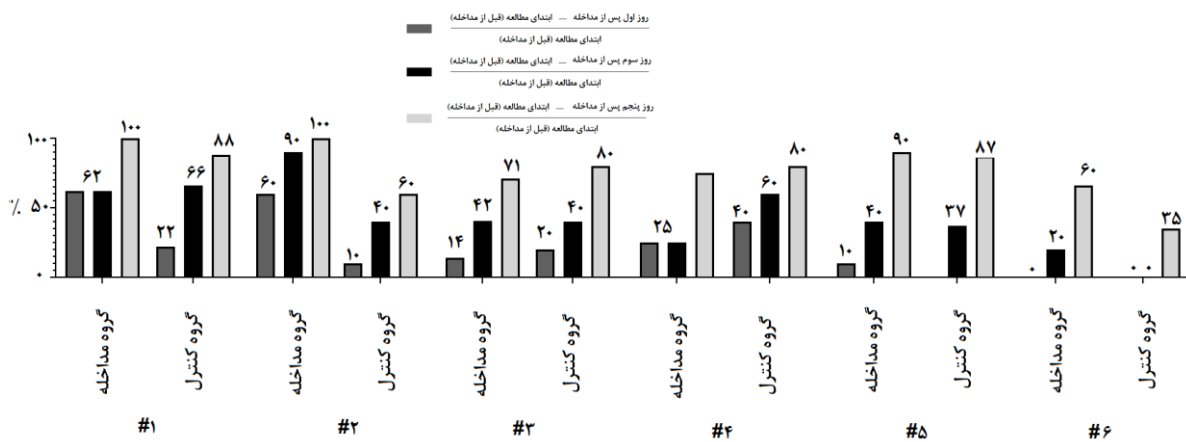 روز اول پس از مداخله — ابتدای مطالعه (قبل از مداخله)
ابتدای مطالعه (قبل از مداخله)
روز سوم پس از مداخله — ابتدای مطالعه (قبل از مداخله)
ابتدای مطالعه (قبل از مداخله)
روز پنجم پس از مداخله — ابتدای مطالعه (قبل از مداخله)
ابتدای مطالعه (قبل از مداخله)
٪
۱۰۰
۵۰
۰
۶۲ ۱۰۰ ۲۲ ۶۶ ۸۸ ۶۰ ۹۰ ۱۰۰ ۱۰ ۴۰ ۶۰ ۱۴ ۴۲ ۷۱ ۲۰ ۴۰ ۸۰ ۲۵ ۴۰ ۶۰ ۸۰ ۱۰ ۴۰ ۹۰ ۳۷ ۸۷ ۰ ۲۰ ۶۰ ۰ ۰ ۳۵
گروه مداخله
گروه کنترل
گروه مداخله
گروه کنترل
گروه مداخله
گروه کنترل
گروه مداخله
گروه کنترل
گروه مداخله
گروه کنترل
گروه مداخله
گروه کنترل
#۱ #۲ #۳ #۴ #۵ #۶